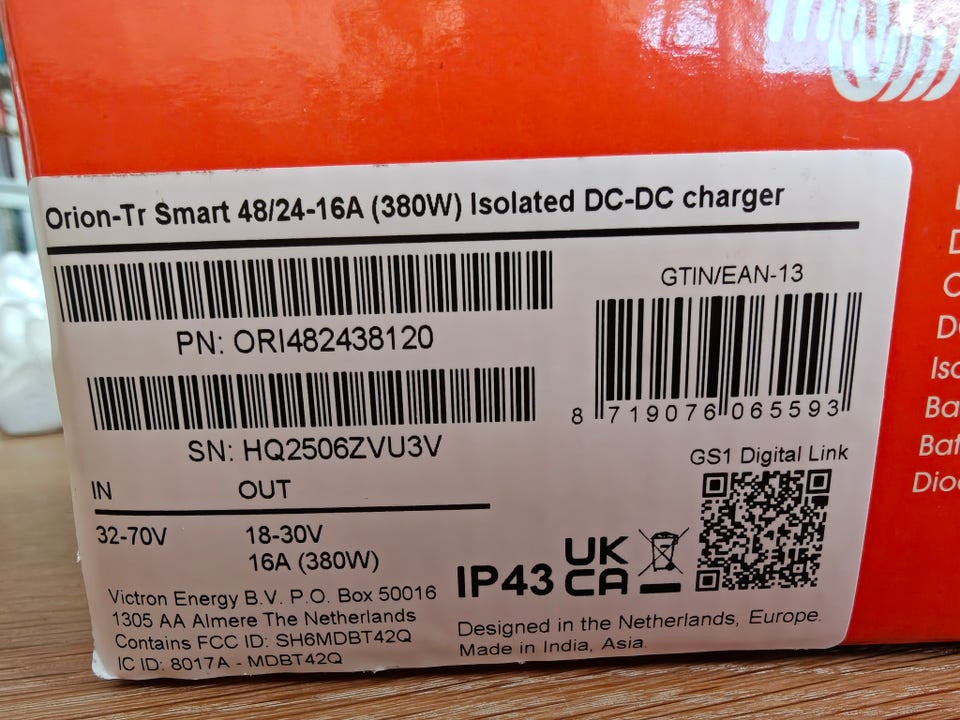 Orion-Tr Smart 48/24-16A (380W) Isolated DC-DC charger
GTIN/EAN-13
PN: ORI482438120
8 719076 065593
SN: HQ2506ZVU3V
GS1 Digital Link
IN OUT
32-70V 18-30V
16A (380W)
IP43 UK
CA
Victron Energy B.V. P.O. Box 50016
1305 AA Almere The Netherlands
Contains FCC ID: SH6MDBT42Q
IC ID: 8017A - MDBT42Q
Designed in the Netherlands, Europe.
Made in India, Asia.